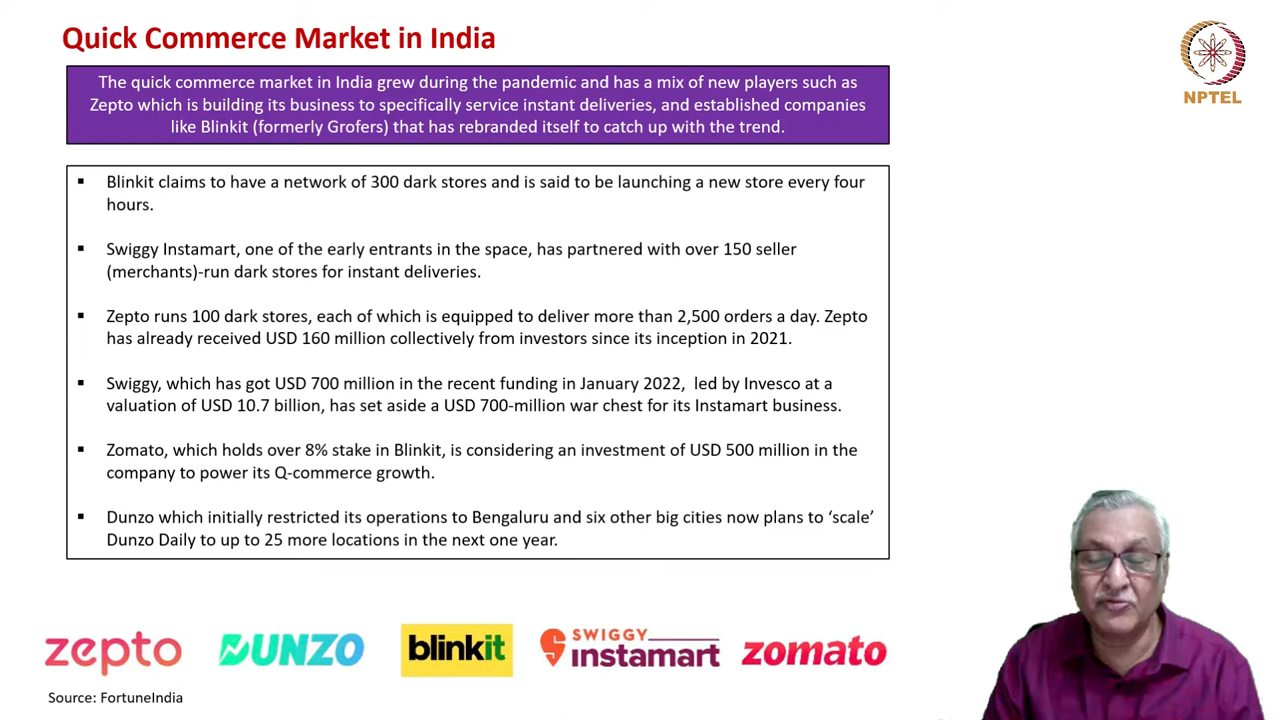 Quick Commerce Market in India
NPTEL
The quick commerce market in India grew during the pandemic and has a mix of new players such as
Zepto which is building its business to specifically service instant deliveries, and established companies
like Blinkit (formerly Grofers) that has rebranded itself to catch up with the trend.
▪ Blinkit claims to have a network of 300 dark stores and is said to be launching a new store every four
hours.
▪ Swiggy Instamart, one of the early entrants in the space, has partnered with over 150 seller
(merchants)-run dark stores for instant deliveries.
▪ Zepto runs 100 dark stores, each of which is equipped to deliver more than 2,500 orders a day. Zepto
has already received USD 160 million collectively from investors since its inception in 2021.
▪ Swiggy, which has got USD 700 million in the recent funding in January 2022, led by Invesco at a
valuation of USD 10.7 billion, has set aside a USD 700-million war chest for its Instamart business.
▪ Zomato, which holds over 8% stake in Blinkit, is considering an investment of USD 500 million in the
company to power its Q-commerce growth.
▪ Dunzo which initially restricted its operations to Bengaluru and six other big cities now plans to ‘scale’
Dunzo Daily to up to 25 more locations in the next one year.
zepto
DUNZO
blinkit
SWIGGY
instamart
zomato
Source: FortuneIndia